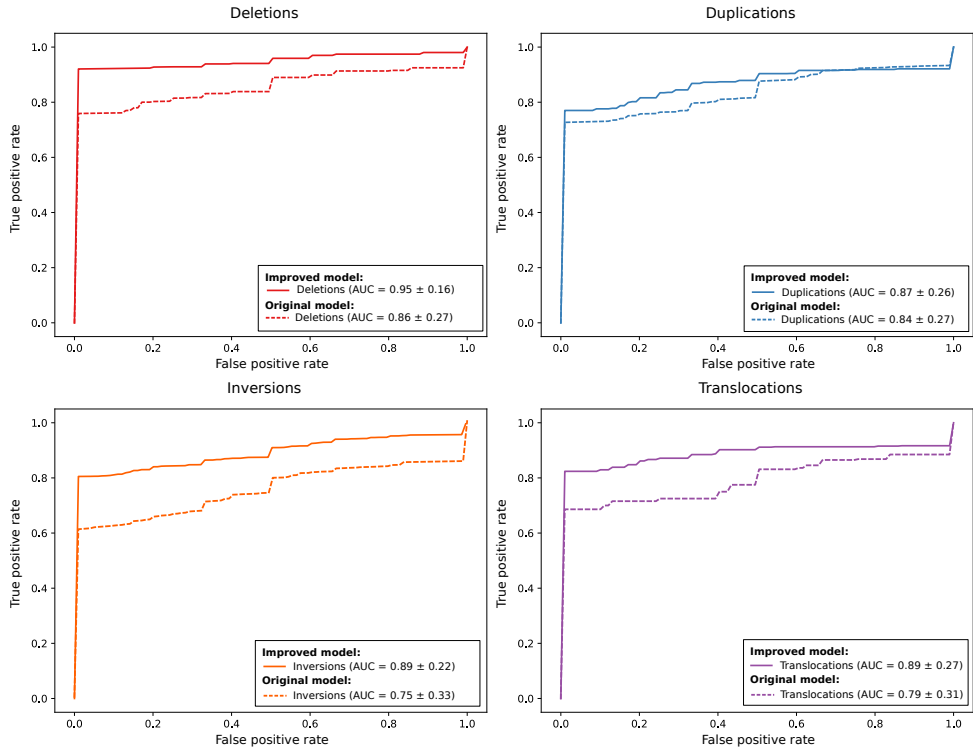 Deletions
1.0
0.8
0.6
0.4
0.2
0.0
True positive rate
Improved model:
Deletions (AUC = 0.95 ± 0.16)
Original model:
Deletions (AUC = 0.86 ± 0.27)
0.0 0.2 0.4 0.6 0.8 1.0
False positive rate
Duplications
1.0
0.8
0.6
0.4
0.2
0.0
True positive rate
Improved model:
Duplications (AUC = 0.87 ± 0.26)
Original model:
Duplications (AUC = 0.84 ± 0.27)
0.0 0.2 0.4 0.6 0.8 1.0
False positive rate
Inversions
1.0
0.8
0.6
0.4
0.2
0.0
True positive rate
Improved model:
Inversions (AUC = 0.89 ± 0.22)
Original model:
Inversions (AUC = 0.75 ± 0.33)
0.0 0.2 0.4 0.6 0.8 1.0
False positive rate
Translocations
1.0
0.8
0.6
0.4
0.2
0.0
True positive rate
Improved model:
Translocations (AUC = 0.89 ± 0.27)
Original model:
Translocations (AUC = 0.79 ± 0.31)
0.0 0.2 0.4 0.6 0.8 1.0
False positive rate